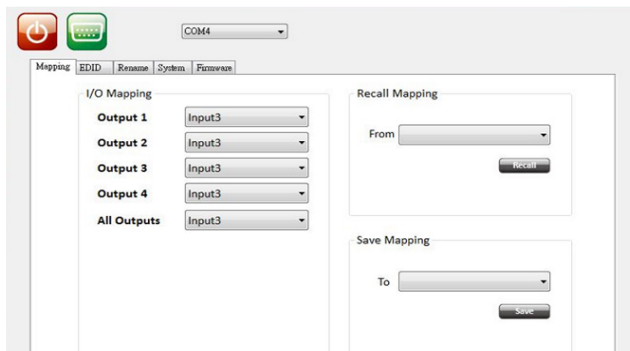 COM4
Mapping EDID Rename System Firmware
I/O Mapping
Output 1 Input3
Output 2 Input3
Output 3 Input3
Output 4 Input3
All Outputs Input3
Recall Mapping
From
Recall
Save Mapping
To
Save